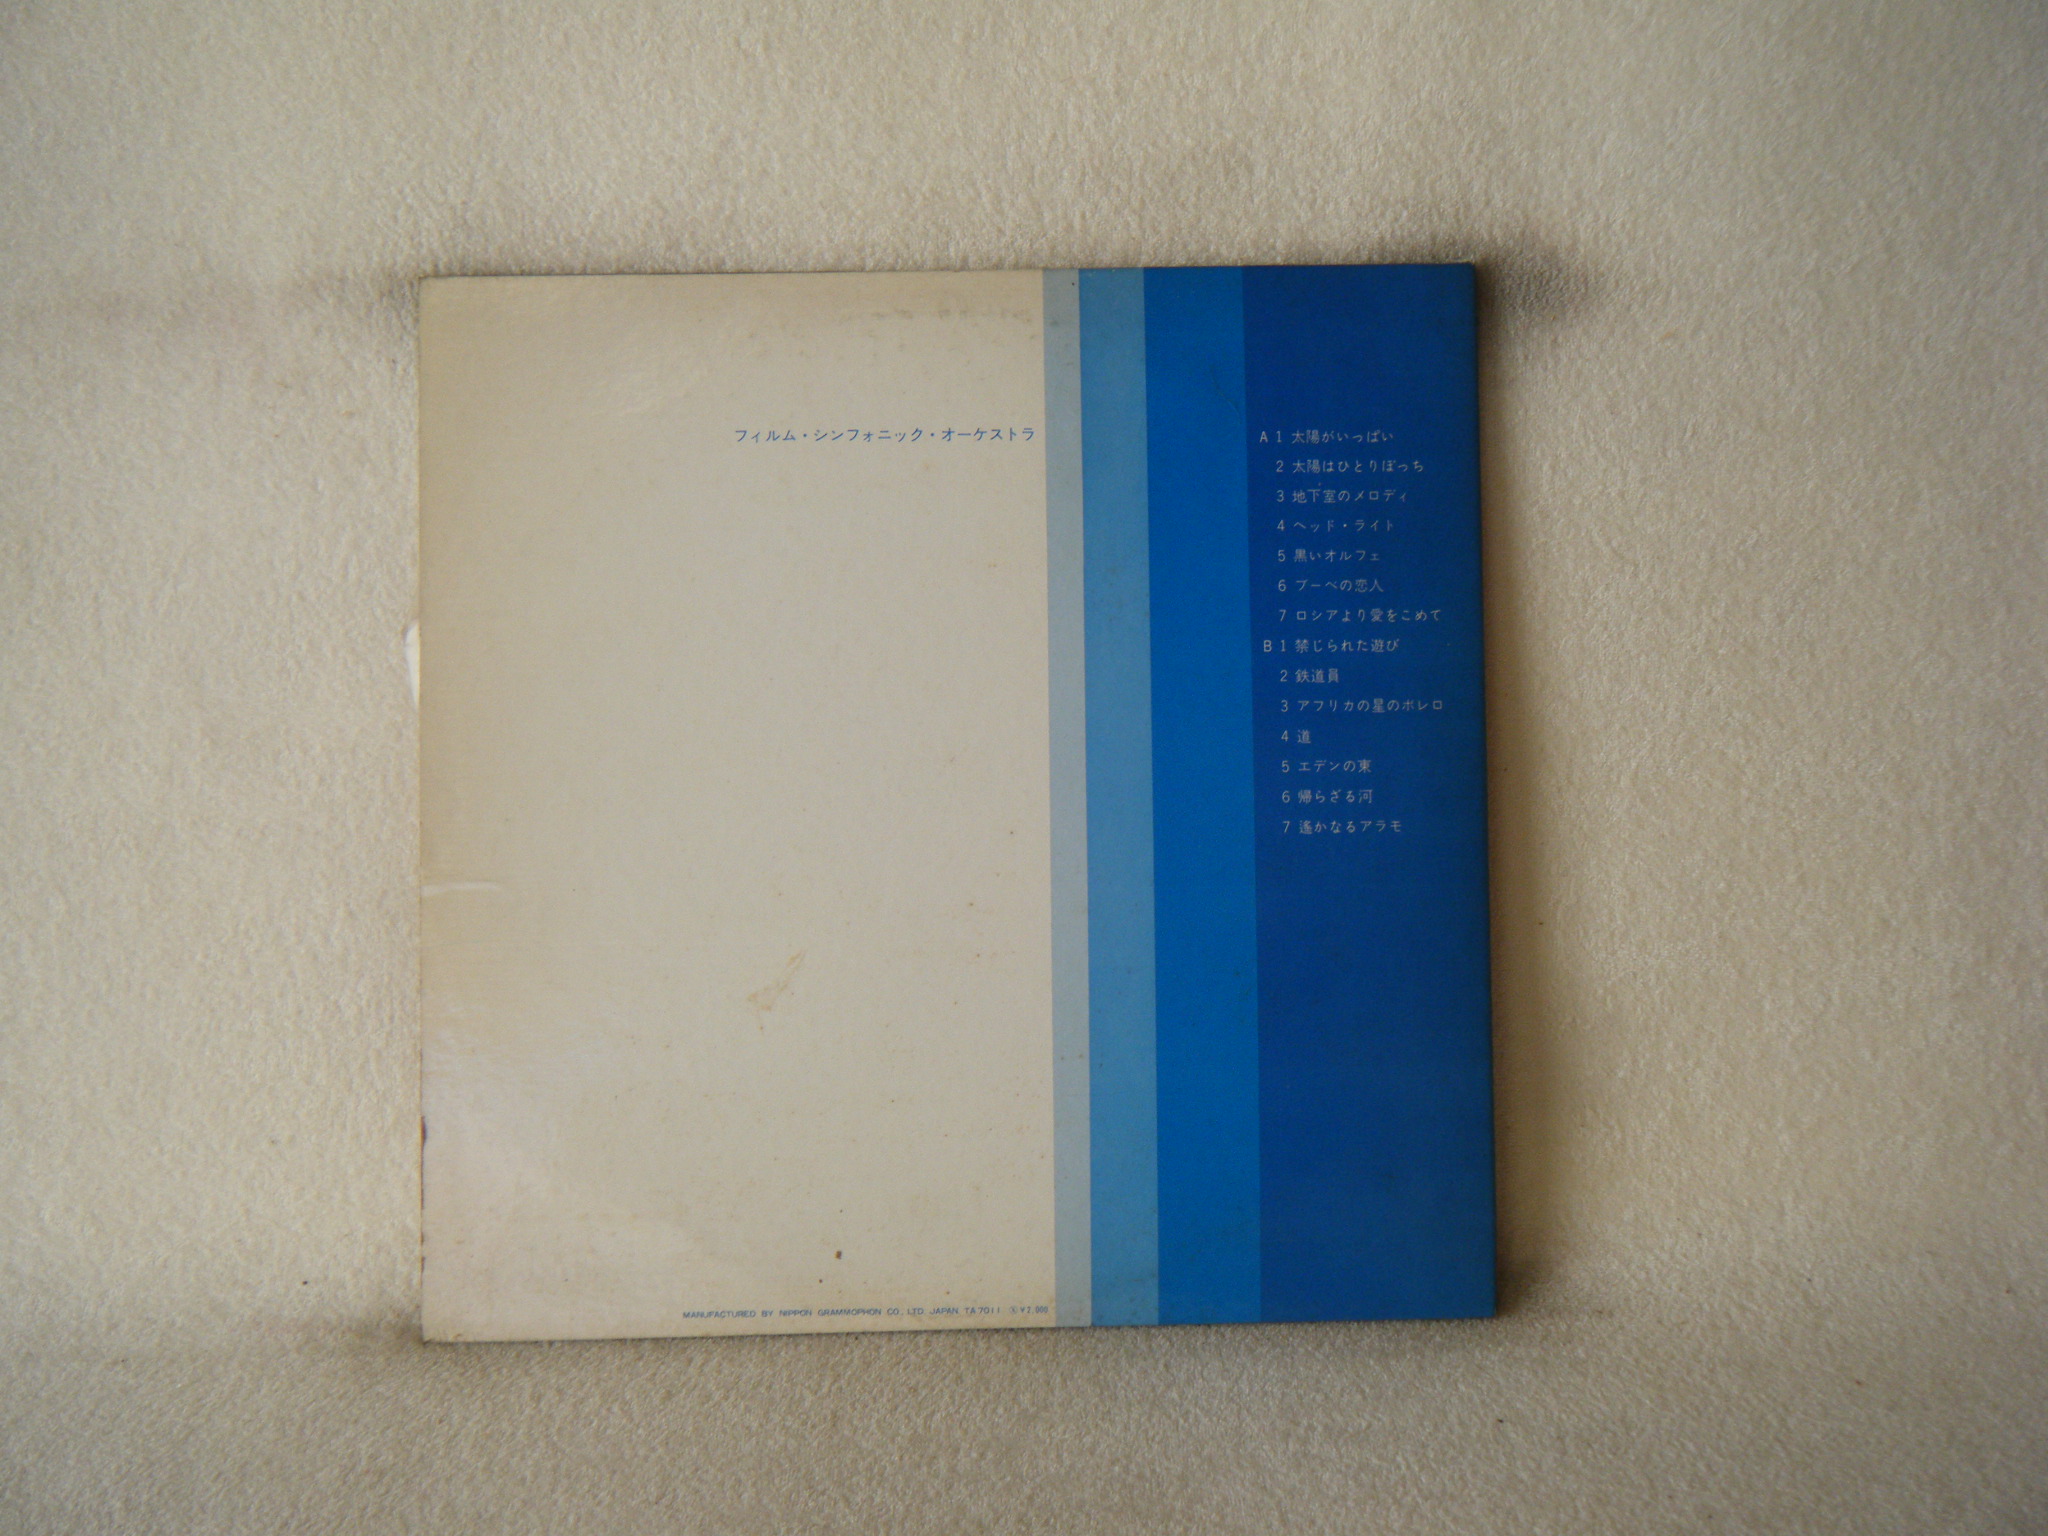 フィルム・シンフォニック・オーケストラ
A 1 太陽がいっぱい
2 太陽はひとりぼっち
3 地下室のメロディ
4 ヘッド・ライト
5 黒いオルフェ
6 ブーベの恋人
7 ロシアより愛をこめて
B 1 禁じられた遊び
2 鉄道員
3 アフリカの星のボレロ
4 道
5 エデンの東
6 帰らざる河
7 遙かなるアラモ
MANUFACTURED BY NIPPON GRAMMOPHON CO., LTD. JAPAN TA 7011 ¥2,000